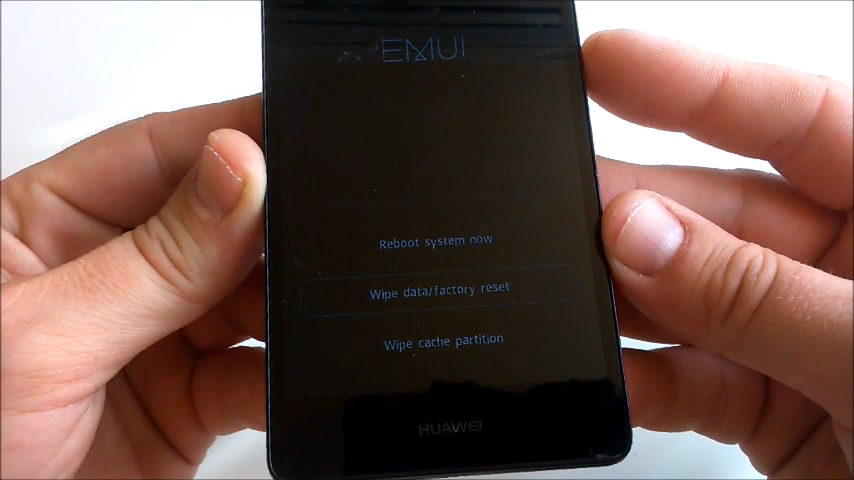 EMUI
Reboot system now
Wipe data/factory reset
Wipe cache partition
HUAWEI